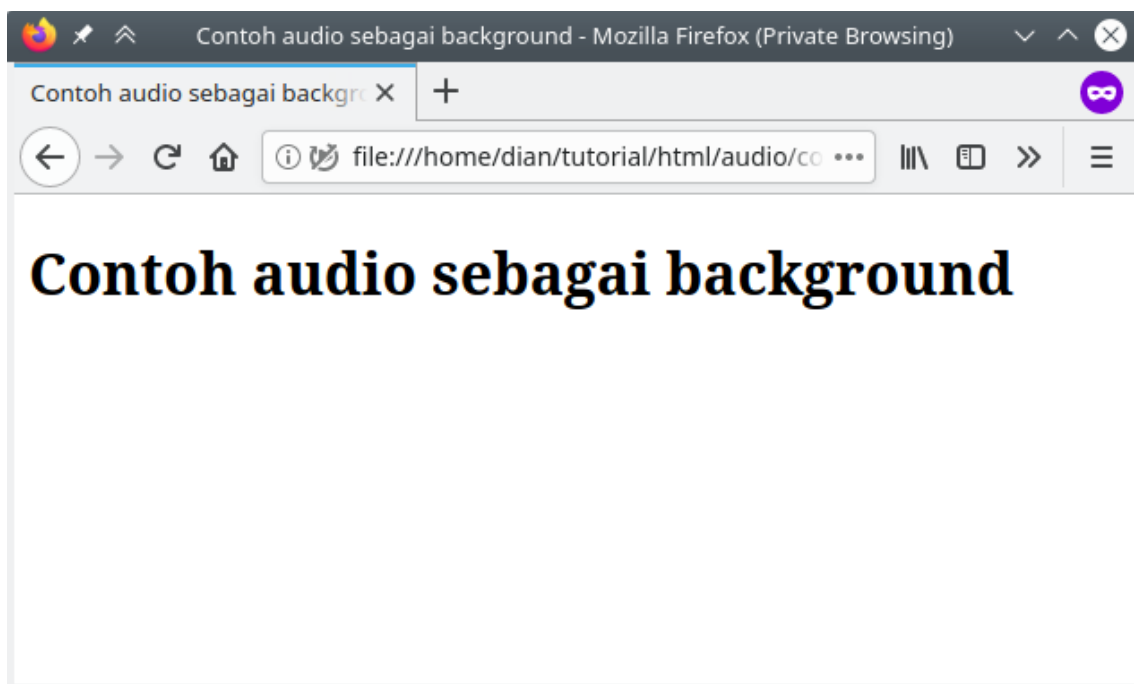 Contoh audio sebagai background - Mozilla Firefox (Private Browsing)
Contoh audio sebagai backgr
file:///home/dian/tutorial/html/audio/co
Contoh audio sebagai background